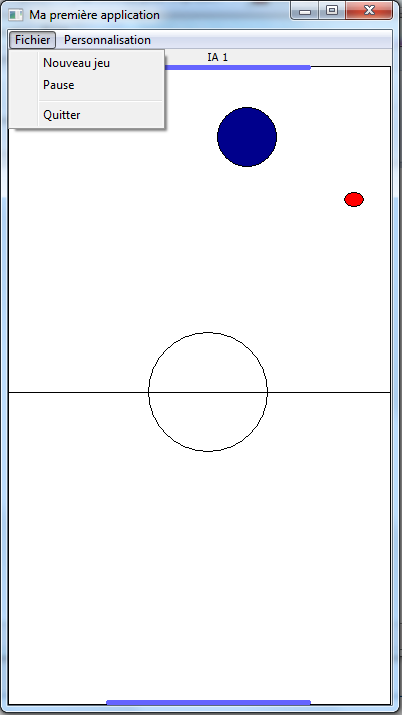 Ma première application
Fichier Personnalisation
IA 1
Nouveau jeu
Pause
Quitter